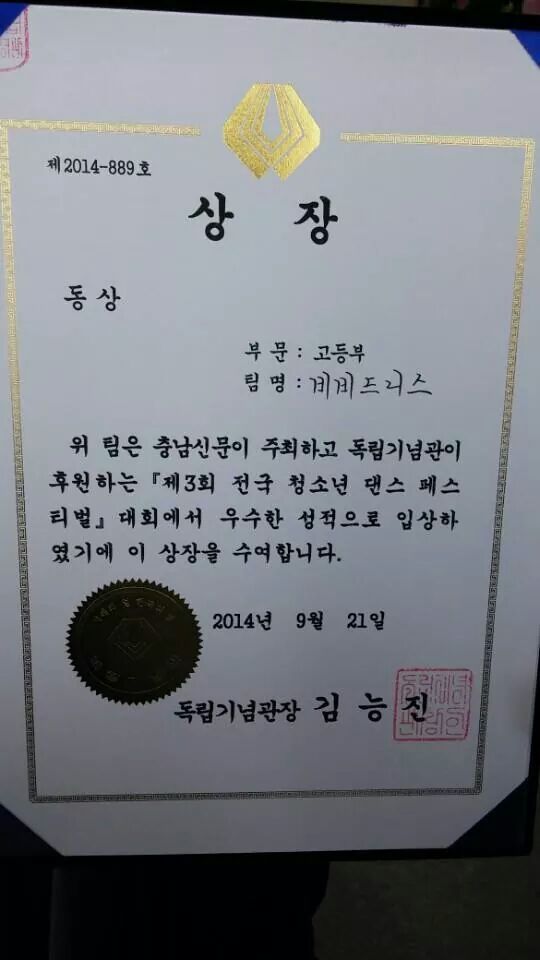 제2014-889호
상 장
동상
부 문 : 고등부
팀 명 : 비비드리스
위 팀은 충남신문이 주최하고 독립기념관이
후원하는 『제3회 전국 청소년 댄스 페스
티벌』 대회에서 우수한 성적으로 입상하
였기에 이 상장을 수여합니다.
2014년 9월 21일
독립기념관장 김 능 진